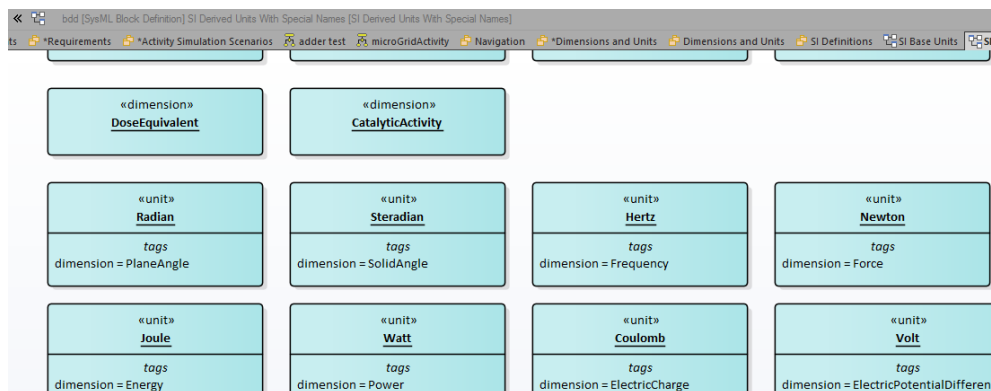 bdd [SysML Block Definition] SI Derived Units With Special Names [SI Derived Units With Special Names]
ts *Requirements *Activity Simulation Scenarios adder test microGridActivity Navigation *Dimensions and Units Dimensions and Units SI Definitions SI Base Units SI
«dimension» «dimension»
DoseEquivalent CatalyticActivity
«unit» «unit» «unit» «unit»
Radian Steradian Hertz Newton
tags tags tags tags
dimension = PlaneAngle dimension = SolidAngle dimension = Frequency dimension = Force
«unit» «unit» «unit» «unit»
Joule Watt Coulomb Volt
tags tags tags tags
dimension = Energy dimension = Power dimension = ElectricCharge dimension = ElectricPotentialDifferen